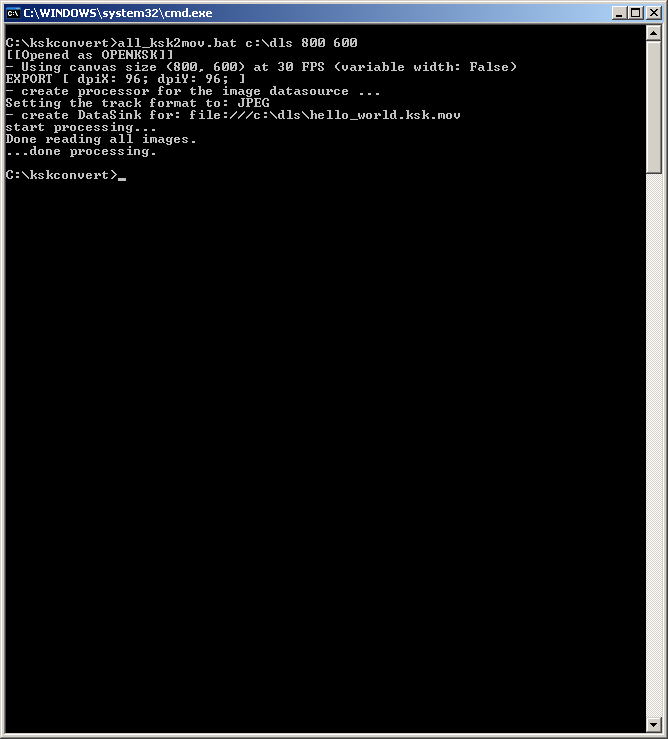 C:\WINDOWS\system32\cmd.exe
C:\kskconvert>all_ksk2mov.bat c:\dls 800 600
[[Opened as OPENKSK]]
- Using canvas size (800, 600) at 30 FPS (variable width: False)
EXPORT [ dpiX: 96; dpiY: 96; ]
- create processor for the image datasource ...
Setting the track format to: JPEG
- create DataSink for: file:///c:\dls\hello_world.ksk.mov
start processing...
Done reading all images.
...done processing.
C:\kskconvert>_